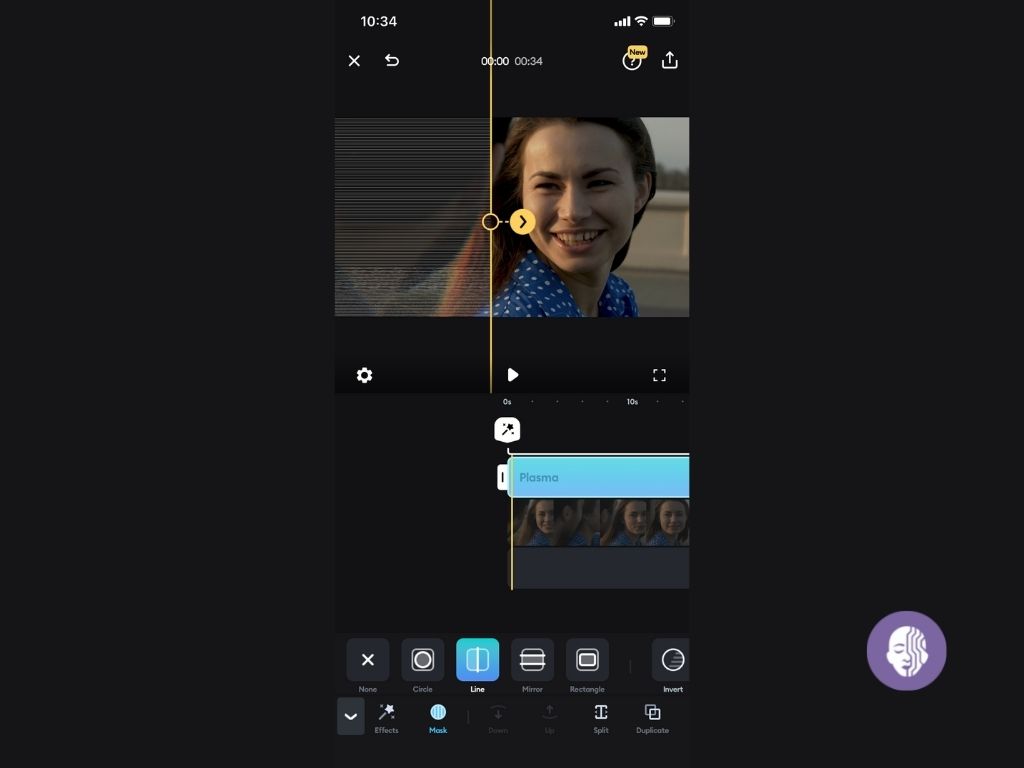 10:34
New
00:00 00:34
0s 10s
Plasma
None Circle Line Mirror Rectangle Invert
Effects Mask Down Up Split Duplicate